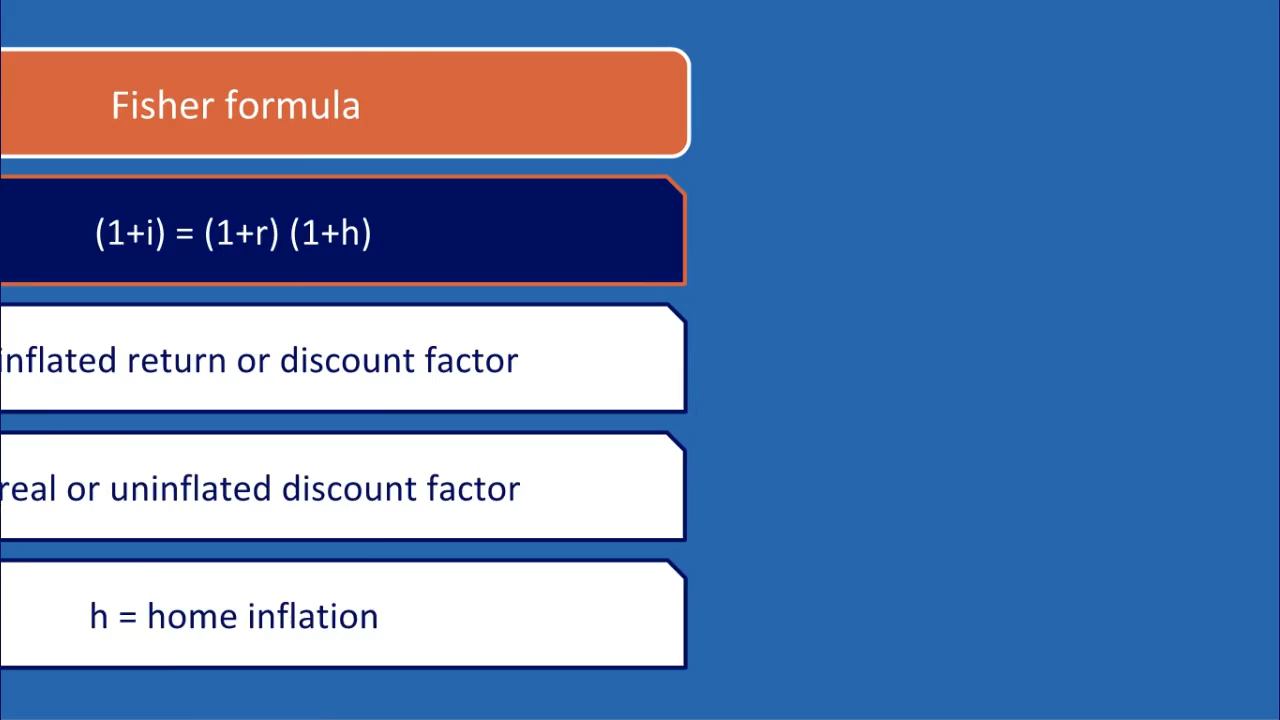 Fisher formula
(1+i) = (1+r) (1+h)
inflated return or discount factor
real or uninflated discount factor
h = home inflation